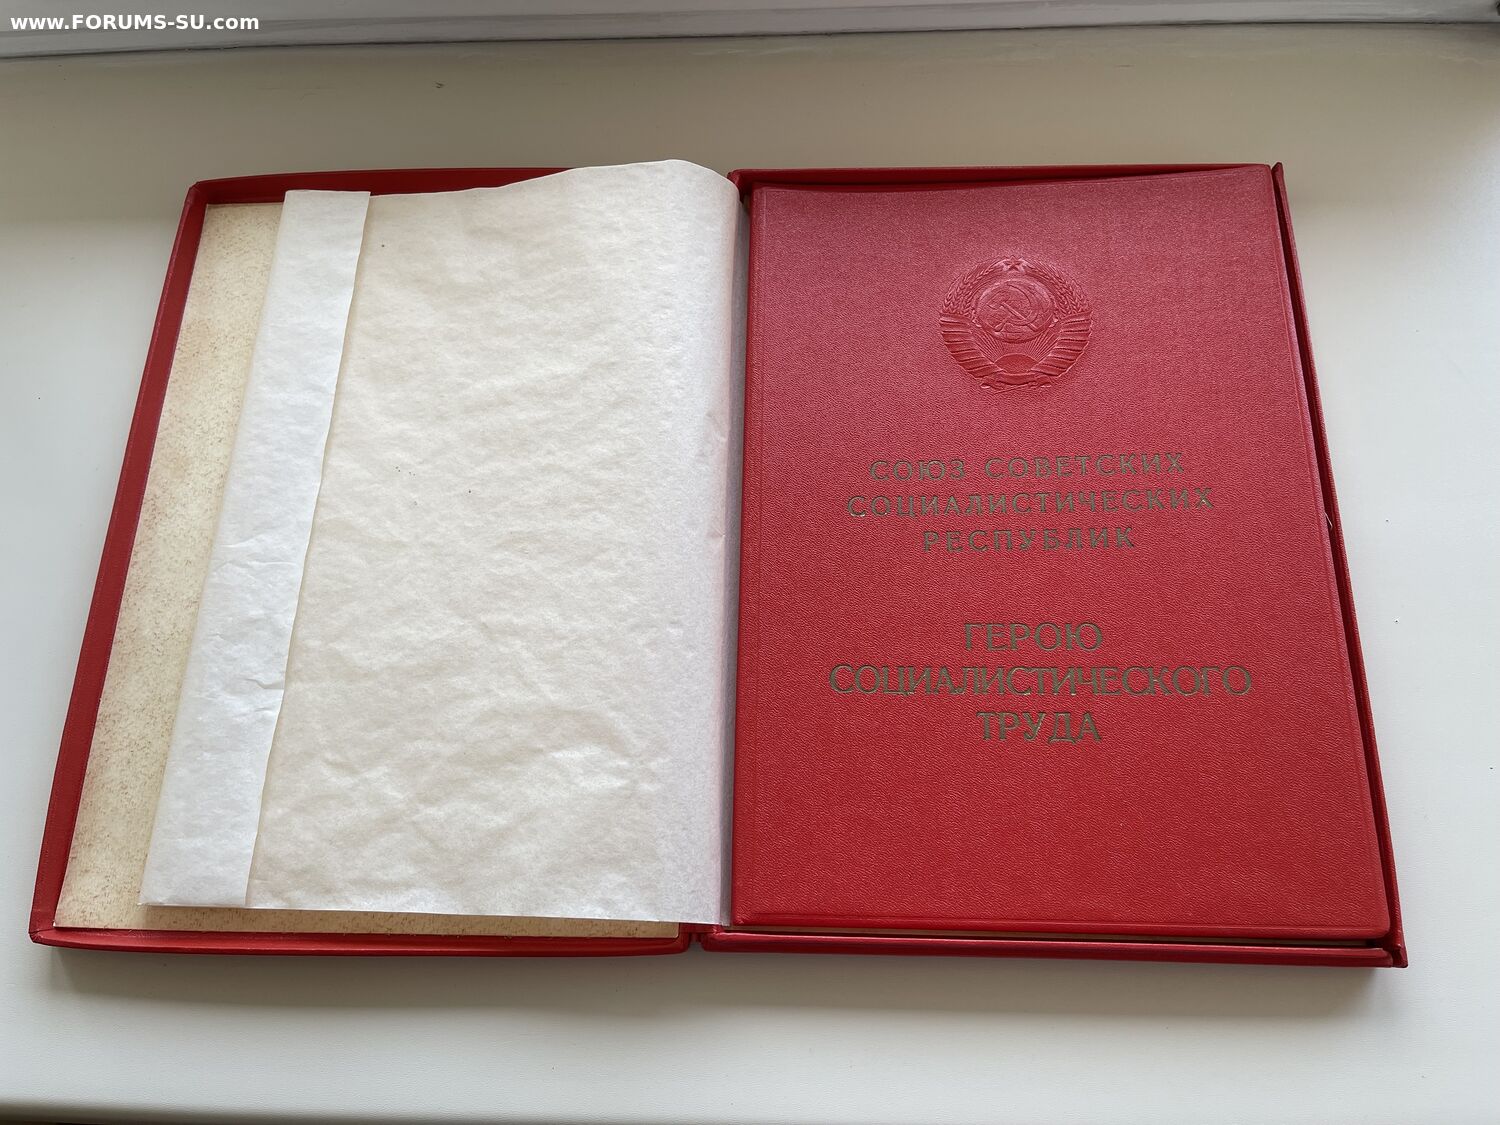 www.FORUMS-SU.com
СОЮЗ СОВЕТСКИХ
СОЦИАЛИСТИЧЕСКИХ
РЕСПУБЛИК
ГЕРОЮ
СОЦИАЛИСТИЧЕСКОГО
ТРУДА